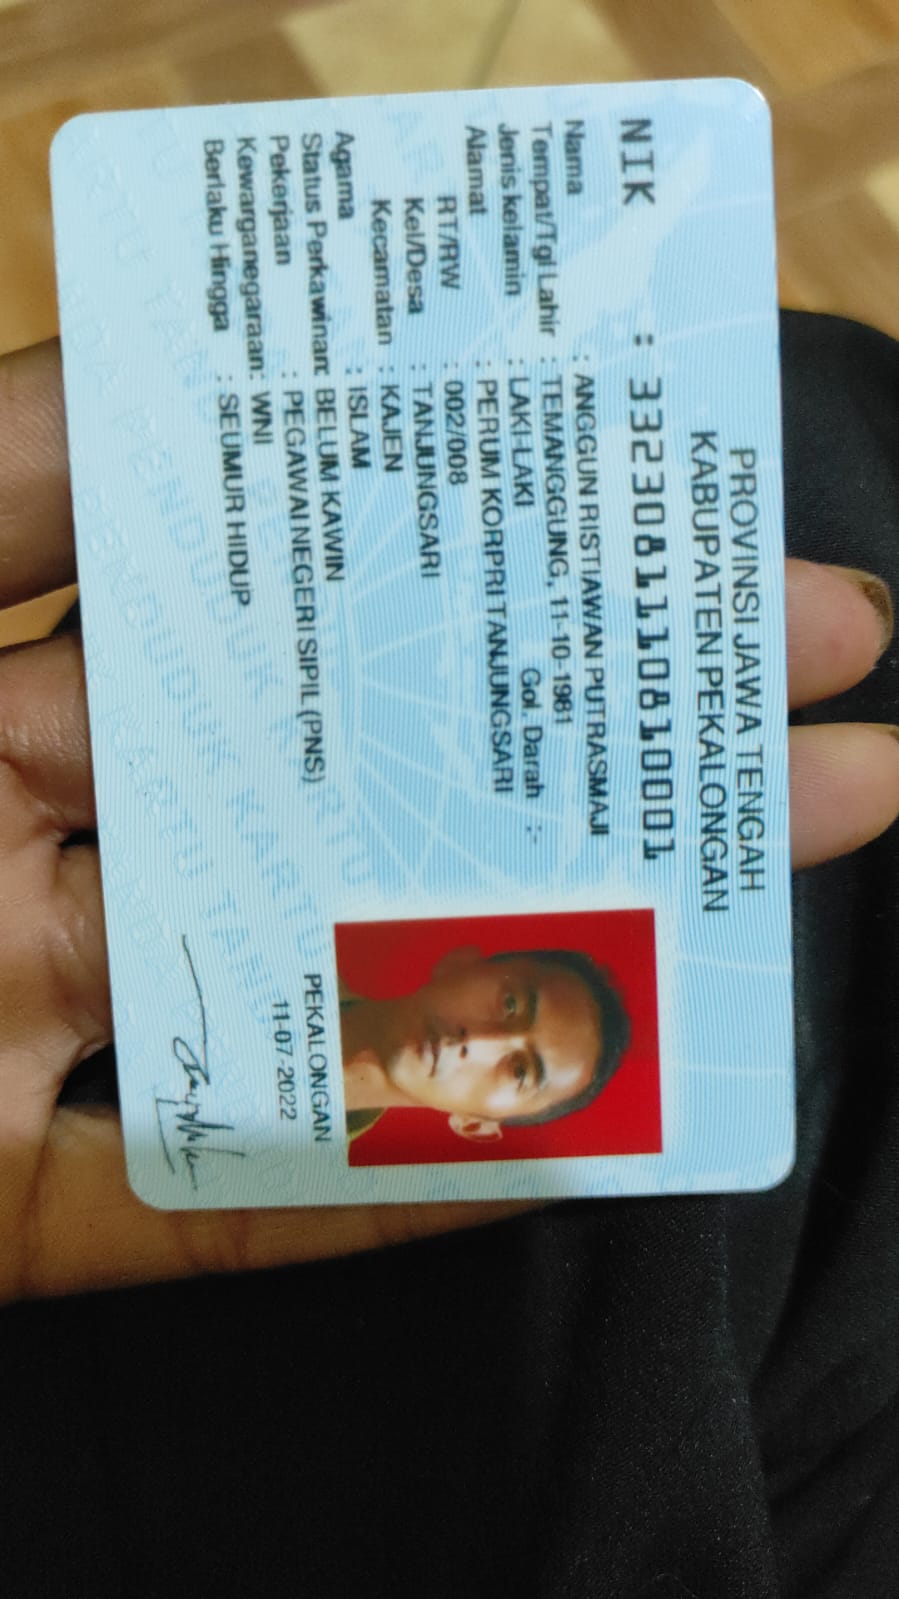 PROVINSI JAWA TENGAH
KABUPATEN PEKALONGAN
NIK : 3323081110810001
Nama : ANGGUN RISTIAWAN PUTRASMAJI
Tempat/Tgl Lahir : TEMANGGUNG, 11-10-1981
Jenis kelamin : LAKI-LAKI Gol. Darah : -
Alamat : PERUM KORPRI TANJUNGSARI
RT/RW : 002/008
Kel/Desa : TANJUNGSARI
Kecamatan : KAJEN
Agama : ISLAM
Status Perkawinan: BELUM KAWIN
Pekerjaan : PEGAWAI NEGERI SIPIL (PNS)
Kewarganegaraan: WNI
Berlaku Hingga : SEUMUR HIDUP
PEKALONGAN
11-07-2022